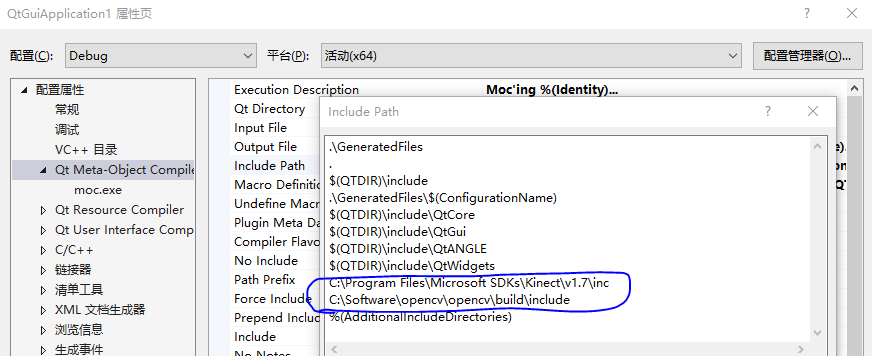 QtGuiApplication1 属性页
配置(C):
Debug
平台(P):
活动(x64)
配置管理器(O)...
配置属性
常规
调试
VC++ 目录
Qt Meta-Object Compile
moc.exe
Qt Resource Compiler
Qt User Interface Comp
C/C++
链接器
清单工具
XML 文档生成器
浏览信息
生成事件
Execution Description
Moc'ing %(Identity)...
Qt Directory
Input File
Output File
Include Path
Macro Definition
Undefine Macr
Plugin Meta Da
Compiler Flavo
No Include
Path Prefix
Force Include
Prepend Includ
Include
No Notes
Include Path
.\GeneratedFiles
.
$(QTDIR)\include
.\GeneratedFiles\$(ConfigurationName)
$(QTDIR)\include\QtCore
$(QTDIR)\include\QtGui
$(QTDIR)\include\QtANGLE
$(QTDIR)\include\QtWidgets
C:\Program Files\Microsoft SDKs\Kinect\v1.7\inc
C:\Software\opencv\opencv\build\include
%(AdditionalIncludeDirectories)